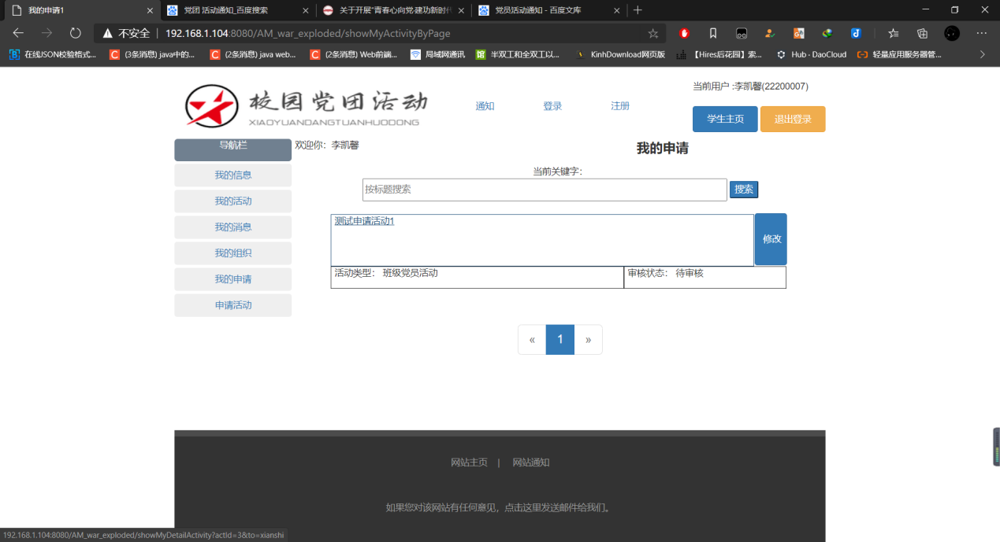 我的申请1
党团 活动通知_百度搜索
关于开展“青春心向党·建功新时代
党员活动通知 - 百度文库
不安全 | 192.168.1.104:8080/AM_war_exploded/showMyActivityByPage
在线JSON校验格式...
(3条消息) java中的...
(2条消息) java web...
(2条消息) Web前端...
局域网通讯
半双工和全双工以...
KinhDownload网页版
【Hires后花园】索...
Hub - DaoCloud
轻量应用服务器管...
校园党团活动
XIAOYUANDANGTUANHUODONG
通知
登录
注册
当前用户 :李凯馨(22200007)
学生主页
退出登录
导航栏
欢迎你: 李凯馨
我的申请
我的信息
我的活动
我的消息
我的组织
我的申请
申请活动
当前关键字:
按标题搜索
搜索
测试申请活动1
修改
活动类型: 班级党员活动
审核状态: 待审核
« 1 »
网站主页 | 网站通知
如果您对该网站有任何意见，点击这里发送邮件给我们。
192.168.1.104:8080/AM_war_exploded/showMyDetailActivity?actId=3&to=xianshi